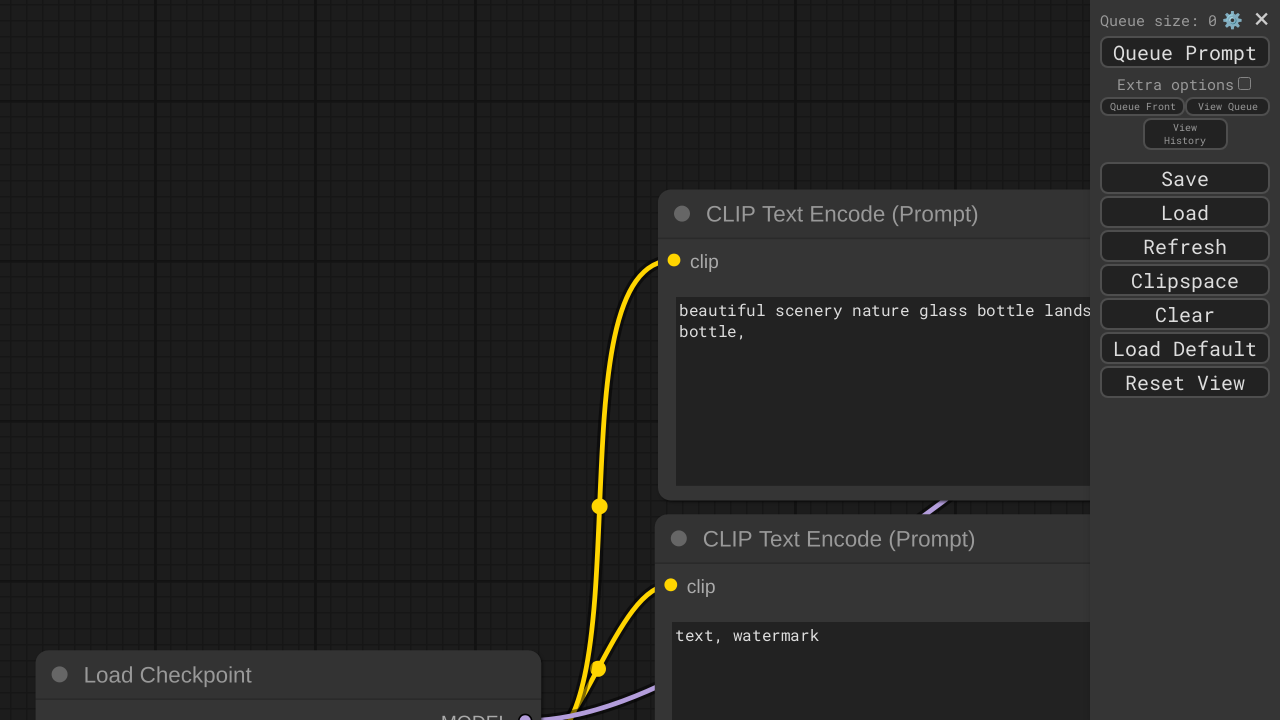 Queue size: 0
Queue Prompt
Extra options
Queue Front
View Queue
View
History
Save
Load
Refresh
Clipspace
Clear
Load Default
Reset View
CLIP Text Encode (Prompt)
clip
beautiful scenery nature glass bottle lands
bottle,
CLIP Text Encode (Prompt)
clip
text, watermark
Load Checkpoint
MODEL